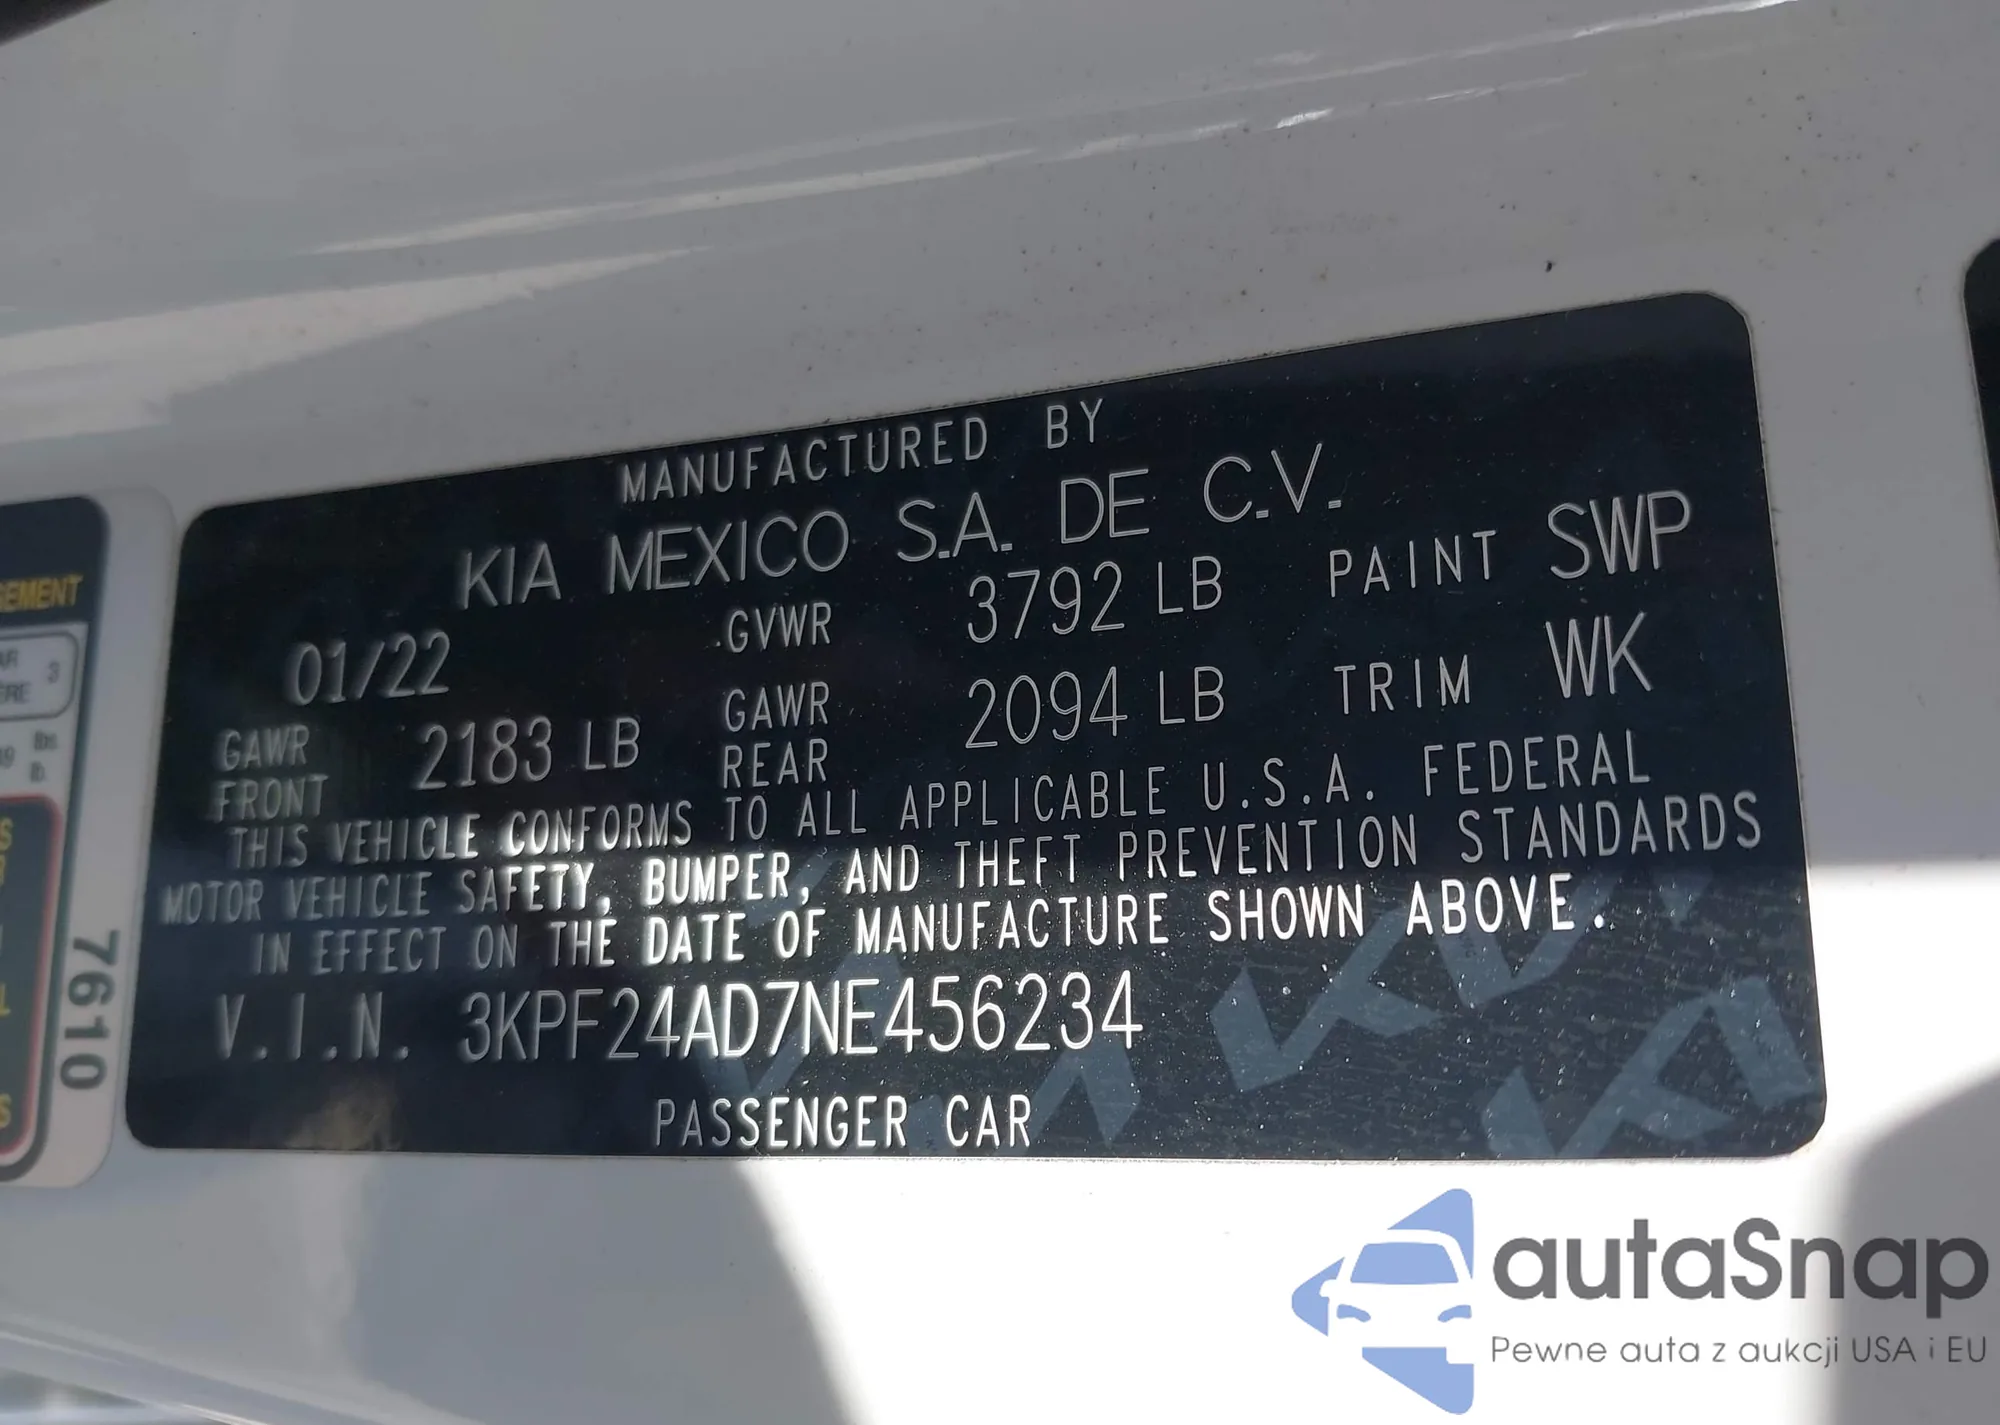 MANUFACTURED BY
KIA MEXICO S.A. DE C.V.
01/22 GVWR 3792 LB PAINT SWP
GAWR FRONT 2183 LB GAWR REAR 2094 LB TRIM WK
THIS VEHICLE CONFORMS TO ALL APPLICABLE U.S.A. FEDERAL
MOTOR VEHICLE SAFETY, BUMPER, AND THEFT PREVENTION STANDARDS
IN EFFECT ON THE DATE OF MANUFACTURE SHOWN ABOVE.
V.I.N. 3KPF24AD7NE456234
PASSENGER CAR
7610
autaSnap
Pewne auta z aukcji USA i EU